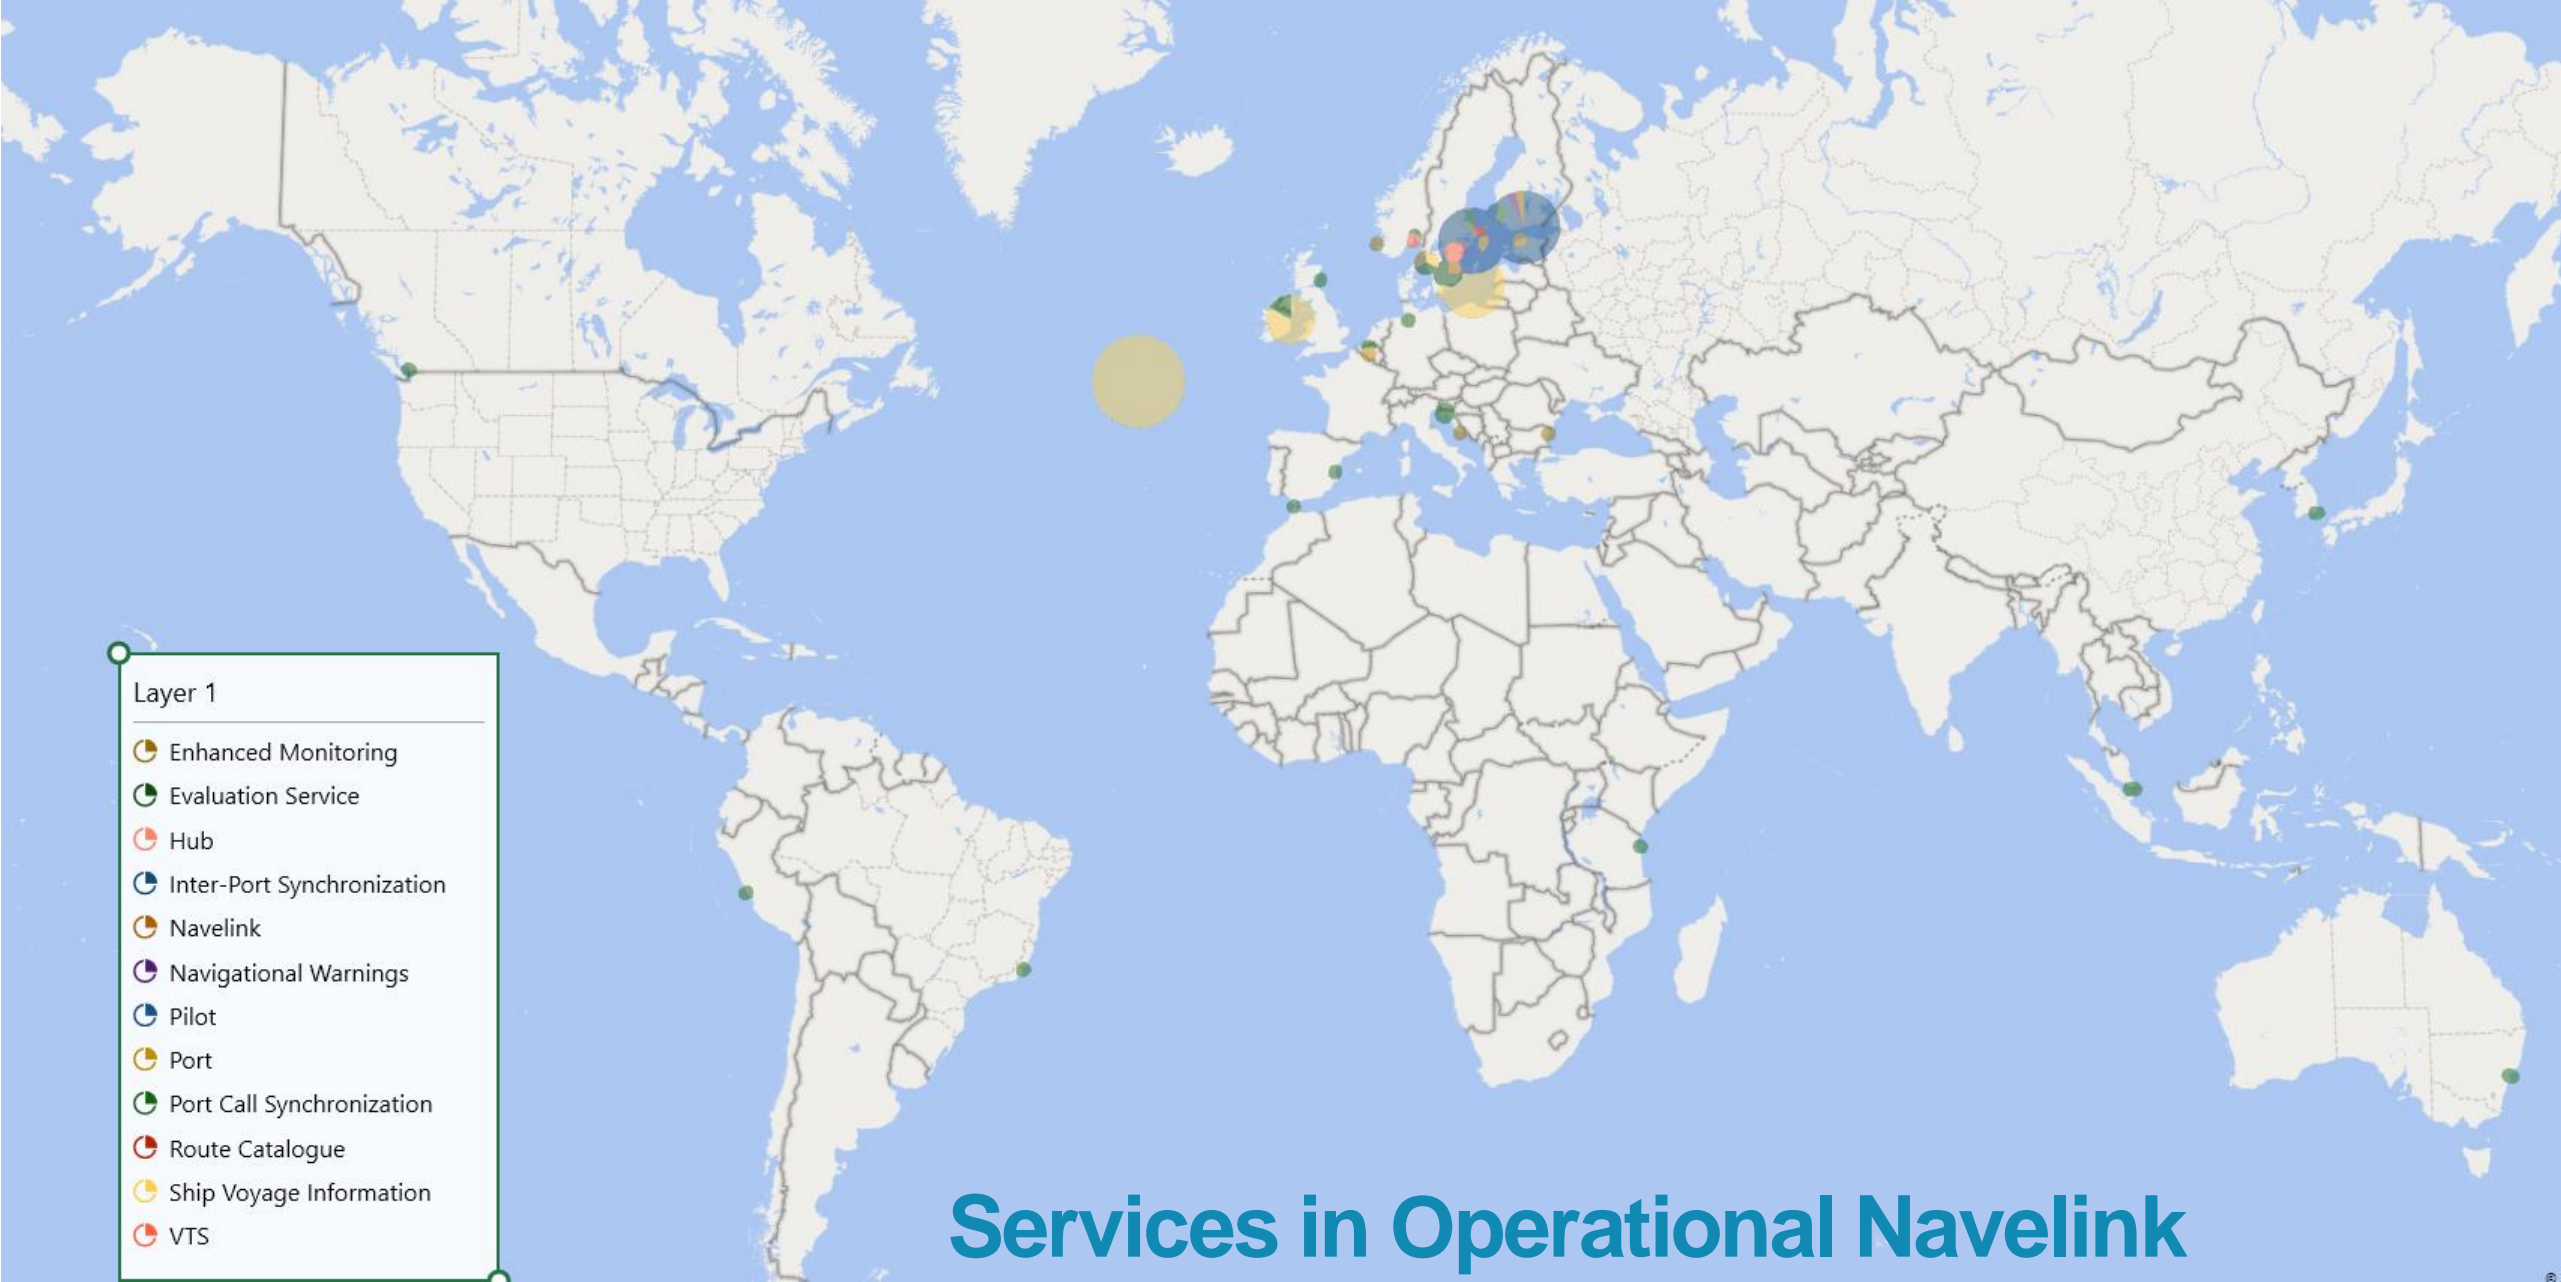 Layer 1
Enhanced Monitoring
Evaluation Service
Hub
Inter-Port Synchronization
Navelink
Navigational Warnings
Pilot
Port
Port Call Synchronization
Route Catalogue
Ship Voyage Information
VTS
Services in Operational Navelink
©